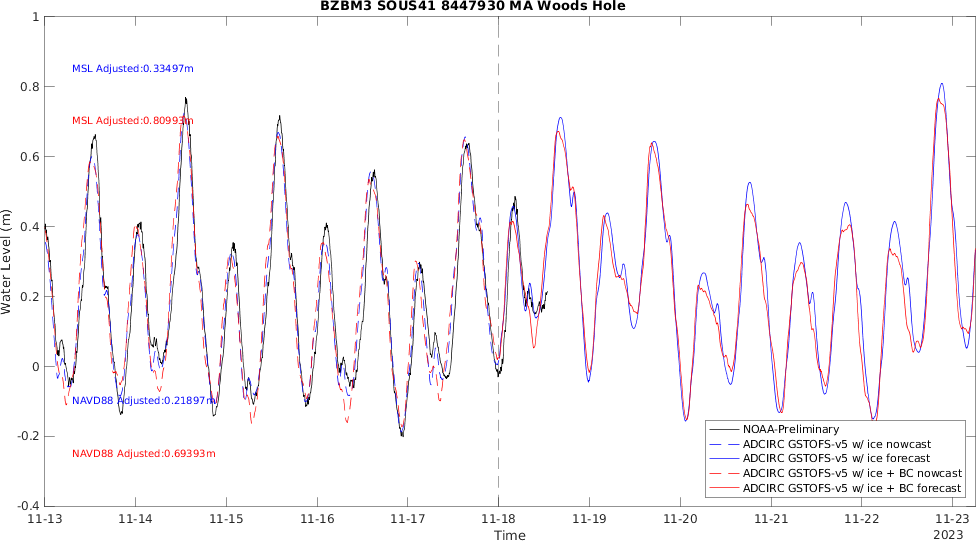 BZBM3 SOUS41 8447930 MA Woods Hole
1
0.8
0.6
0.4
0.2
0
-0.2
-0.4
Water Level (m)
MSL Adjusted:0.33497m
MSL Adjusted:0.80993m
NAVD88 Adjusted:0.21897m
NAVD88 Adjusted:0.69393m
NOAA-Preliminary
ADCIRC GSTOFS-v5 w/ ice nowcast
ADCIRC GSTOFS-v5 w/ ice forecast
ADCIRC GSTOFS-v5 w/ ice + BC nowcast
ADCIRC GSTOFS-v5 w/ ice + BC forecast
11-13 11-14 11-15 11-16 11-17 11-18 11-19 11-20 11-21 11-22 11-23
Time
2023